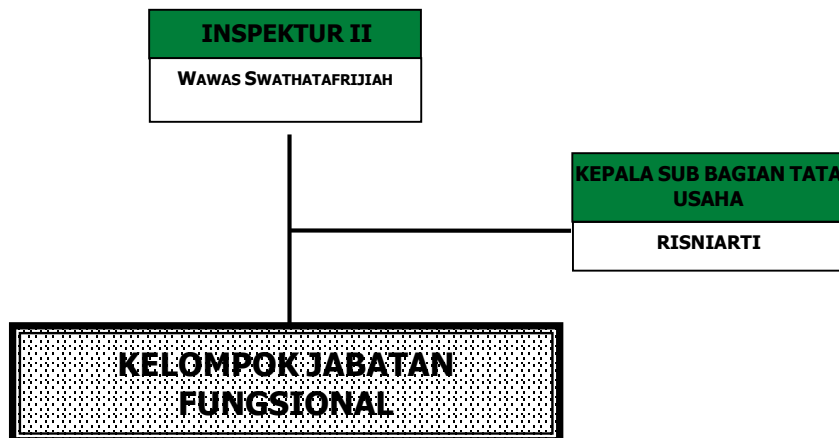 INSPEKTUR II
WAWAS SWATHATAFRIJIAH
KEPALA SUB BAGIAN TATA
USAHA
RISNIARTI
KELOMPOK JABATAN
FUNGSIONAL